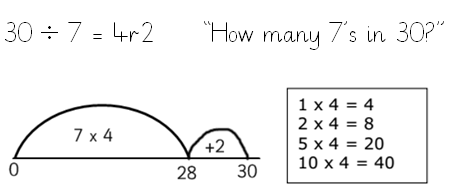 30 ÷ 7 = 4r2 "How many 7's in 30?"
7 x 4
+2
0 28 30
1 x 4 = 4
2 x 4 = 8
5 x 4 = 20
10 x 4 = 40